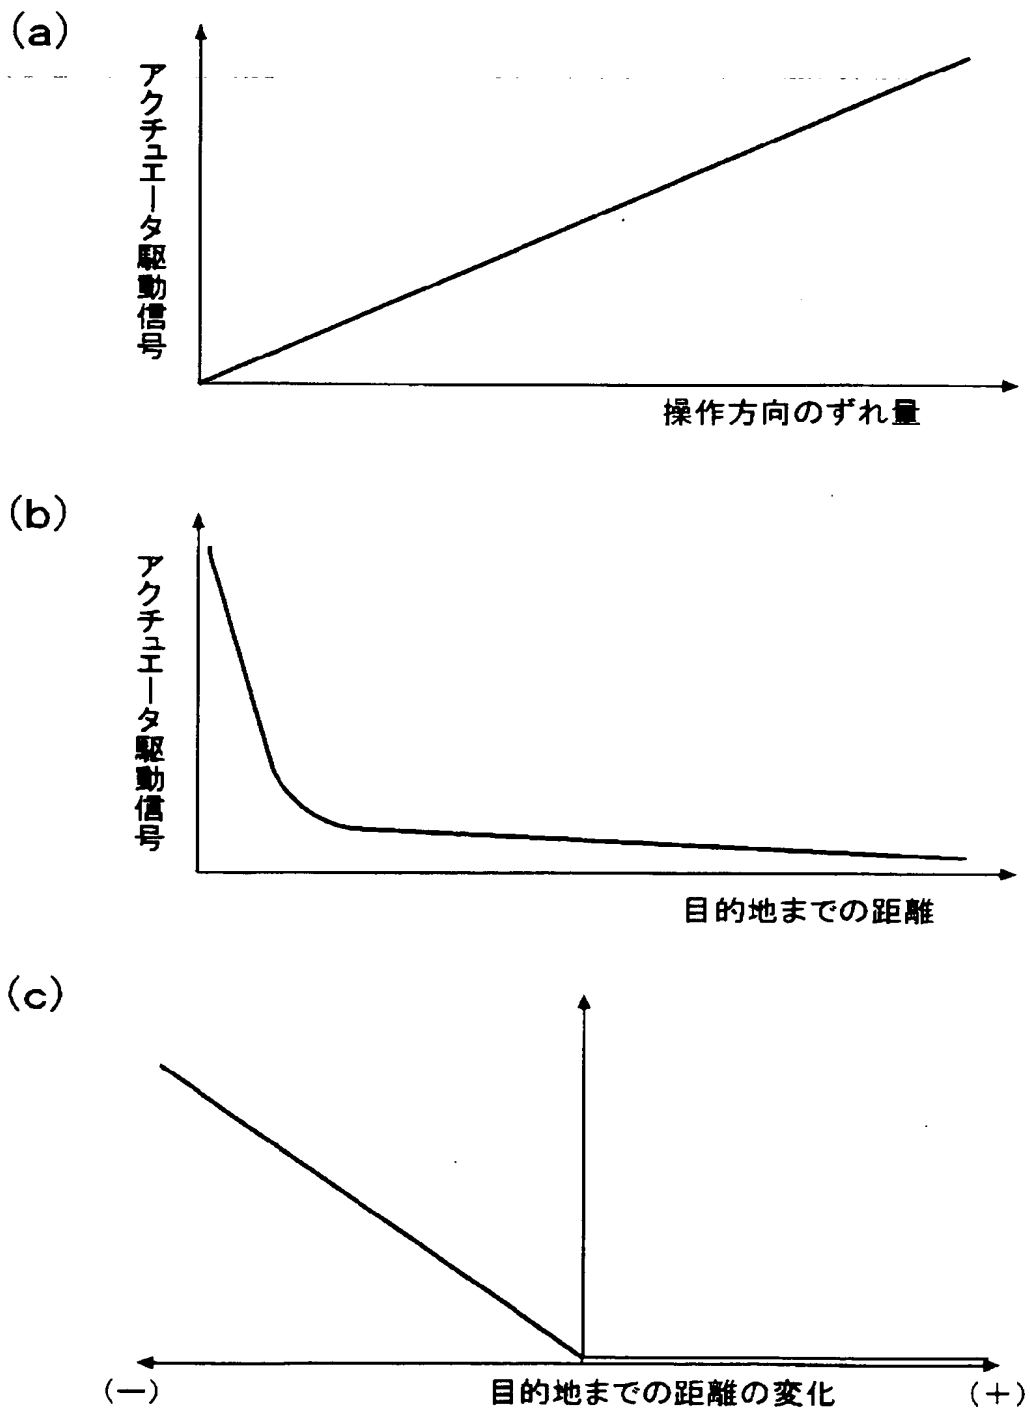 (a)
アクチュエータ駆動信号
操作方向のずれ量
(b)
アクチュエータ駆動信号
目的地までの距離
(c)
(－)
目的地までの距離の変化
(＋)